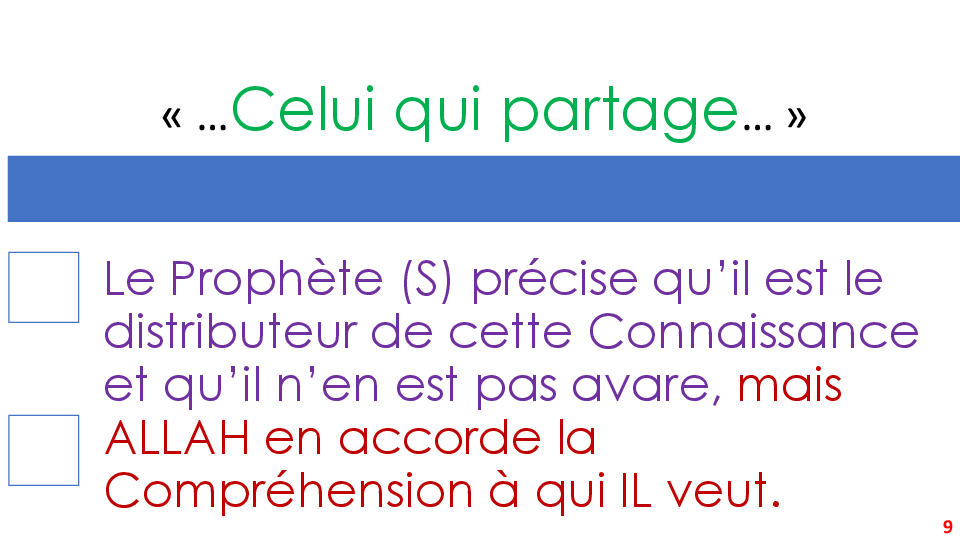 « …Celui qui partage… »
Le Prophète (S) précise qu’il est le
distributeur de cette Connaissance
et qu’il n’en est pas avare, mais
ALLAH en accorde la
Compréhension à qui IL veut.
9